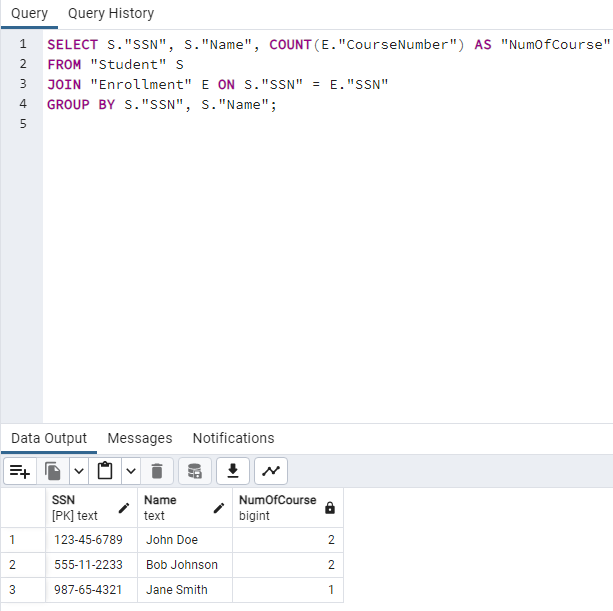 Query Query History
1 SELECT S."SSN", S."Name", COUNT(E."CourseNumber") AS "NumOfCourse"
2 FROM "Student" S
3 JOIN "Enrollment" E ON S."SSN" = E."SSN"
4 GROUP BY S."SSN", S."Name";
5
Data Output Messages Notifications
SSN Name NumOfCourse
[PK] text text bigint
1 123-45-6789 John Doe 2
2 555-11-2233 Bob Johnson 2
3 987-65-4321 Jane Smith 1